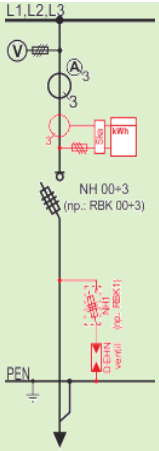 L1,L2,L3
V
A
3
3
3
Ska
kWh
NH 00÷3
(np.: RBK 00÷3)
NH1
(np.: RBK1)
DEHN
ventil
PEN